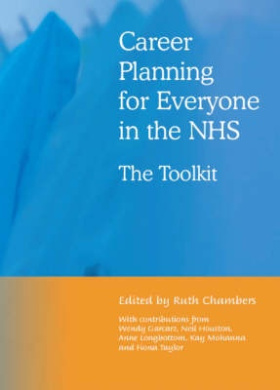 Career
Planning
for Everyone
in the NHS
The Toolkit
Edited by Ruth Chambers
With contributions from
Wendy Garcarz, Neil Houston,
Anne Longbottom, Kay Mohanna
and Fiona Taylor